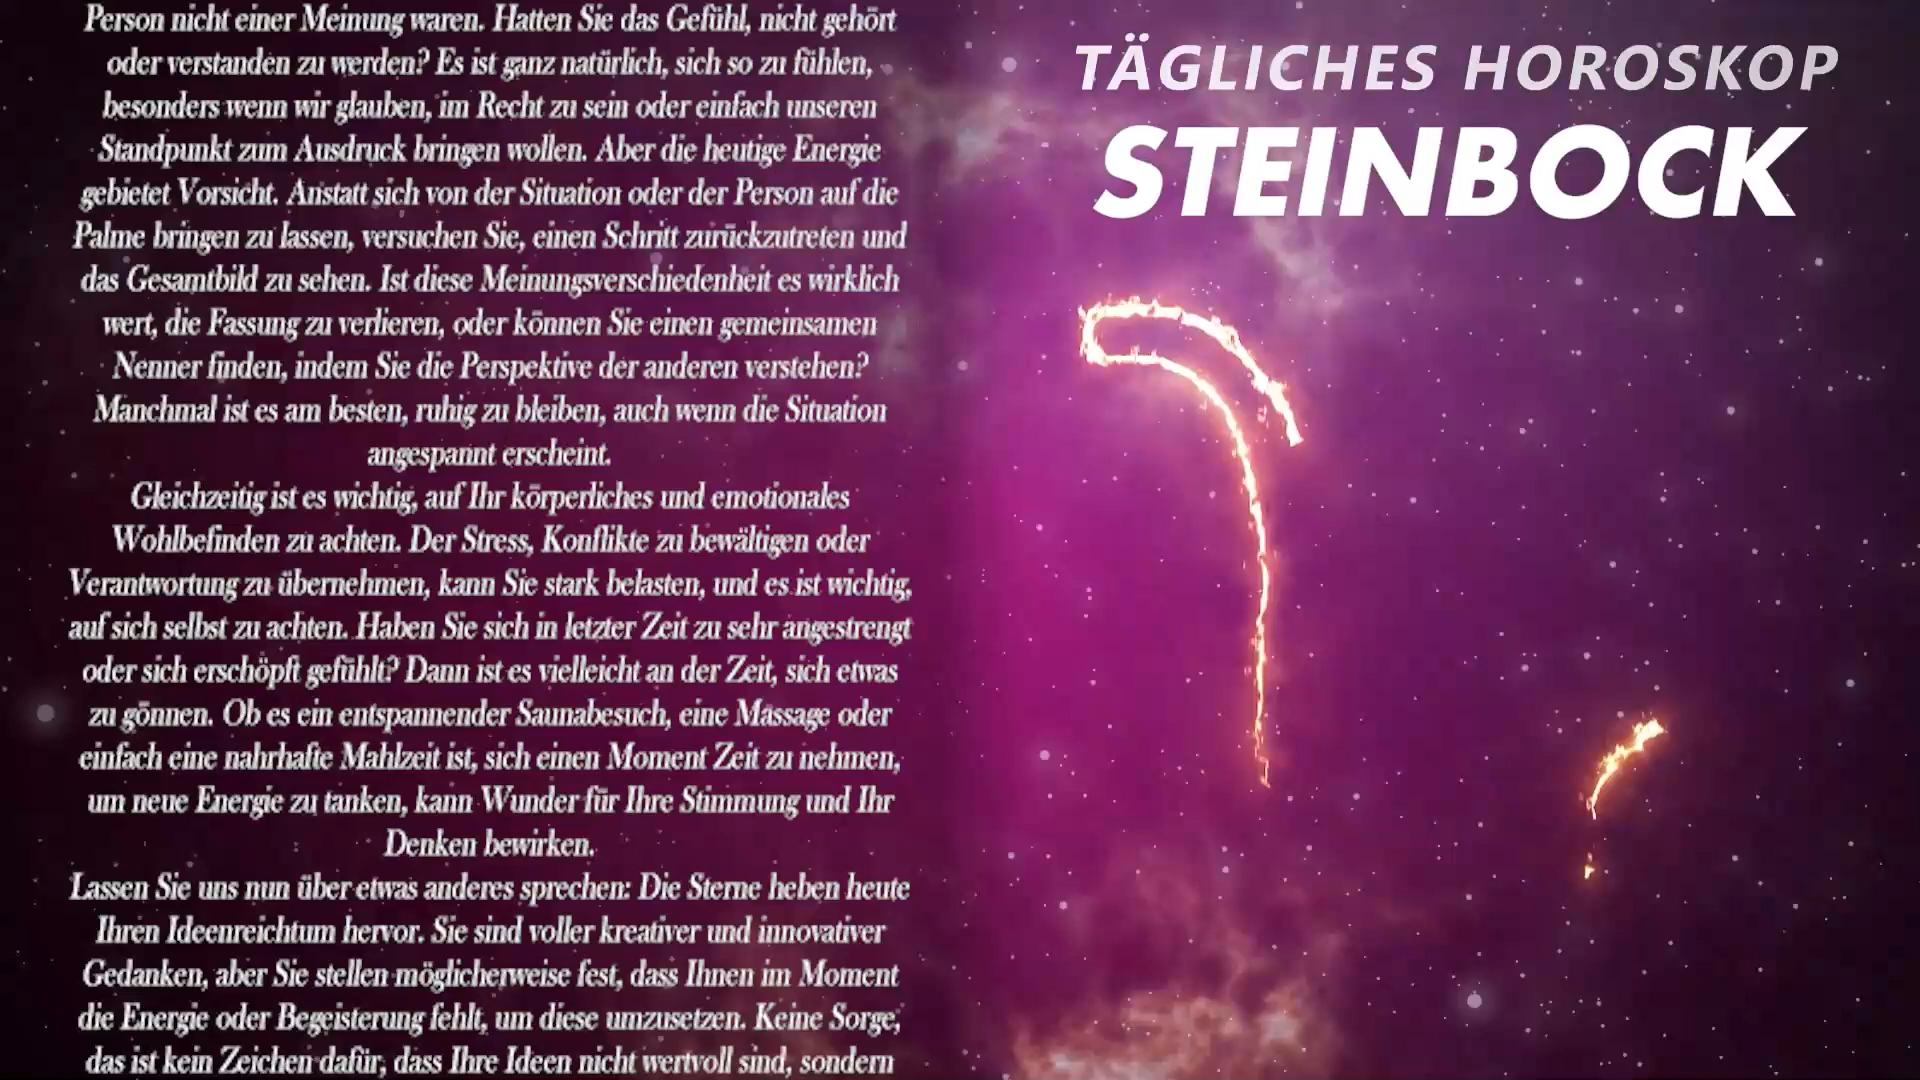 Person nicht einer Meinung waren. Hatten Sie das Gefühl, nicht gehört
oder verstanden zu werden? Es ist ganz natürlich, sich so zu fühlen,
besonders wenn wir glauben, im Recht zu sein oder einfach unseren
Standpunkt zum Ausdruck bringen wollen. Aber die heutige Energie
gebietet Vorsicht. Anstatt sich von der Situation oder der Person auf die
Palme bringen zu lassen, versuchen Sie, einen Schritt zurückzutreten und
das Gesamtbild zu sehen. Ist diese Meinungsverschiedenheit es wirklich
wert, die Fassung zu verlieren, oder können Sie einen gemeinsamen
Nenner finden, indem Sie die Perspektive der anderen verstehen?
Manchmal ist es am besten, ruhig zu bleiben, auch wenn die Situation
angespannt erscheint.
Gleichzeitig ist es wichtig, auf Ihr körperliches und emotionales
Wohlbefinden zu achten. Der Stress, Konflikte zu bewältigen oder
Verantwortung zu übernehmen, kann Sie stark belasten, und es ist wichtig,
auf sich selbst zu achten. Haben Sie sich in letzter Zeit zu sehr angestrengt
oder sich erschöpft gefühlt? Dann ist es vielleicht an der Zeit, sich etwas
zu gönnen. Ob es ein entspannender Saunabesuch, eine Massage oder
einfach eine nahrhafte Mahlzeit ist, sich einen Moment Zeit zu nehmen,
um neue Energie zu tanken, kann Wunder für Ihre Stimmung und Ihr
Denken bewirken.
Lassen Sie uns nun über etwas anderes sprechen: Die Sterne heben heute
Ihren Ideenreichtum hervor. Sie sind voller kreativer und innovativer
Gedanken, aber Sie stellen möglicherweise fest, dass Ihnen im Moment
die Energie oder Begeisterung fehlt, um diese umzusetzen. Keine Sorge,
das ist kein Zeichen dafür, dass Ihre Ideen nicht wertvoll sind, sondern
TÄGLICHES HOROSKOP
STEINBOCK